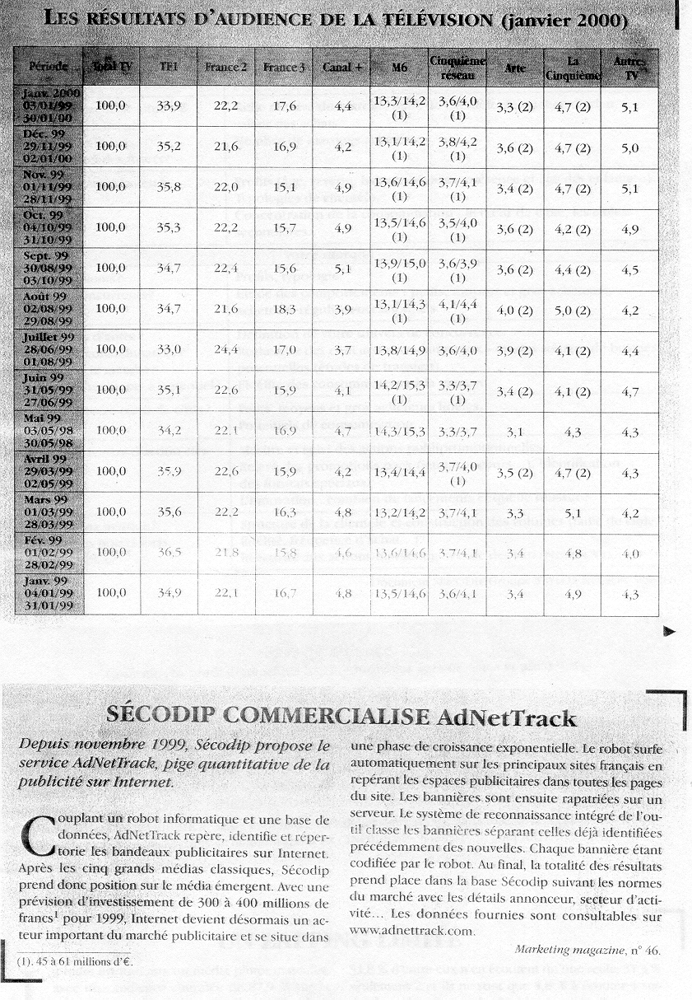 LES RÉSULTATS D'AUDIENCE DE LA TÉLÉVISION (janvier 2000)
Période Total TV TF1 France 2 France 3 Canal + M6 Cinquième réseau Arte La Cinquième Autres TV
Janv. 2000 03/01/99 30/01/00 100,0 33,9 22,2 17,6 4,4 13,3/14,2 (1) 3,6/4,0 (1) 3,3 (2) 4,7 (2) 5,1
Déc. 99 29/11/99 02/01/00 100,0 35,2 21,6 16,9 4,2 13,1/14,2 (1) 3,8/4,2 (1) 3,6 (2) 4,7 (2) 5,0
Nov. 99 01/11/99 28/11/99 100,0 35,8 22,0 15,1 4,9 13,6/14,6 (1) 3,7/4,1 (1) 3,4 (2) 4,7 (2) 5,1
Oct. 99 04/10/99 31/10/99 100,0 35,3 22,2 15,7 4,9 13,5/14,6 (1) 3,5/4,0 (1) 3,6 (2) 4,2 (2) 4,9
Sept. 99 30/08/99 03/10/99 100,0 34,7 22,4 15,6 5,1 13,9/15,0 (1) 3,6/3,9 (1) 3,6 (2) 4,4 (2) 4,5
Août 99 02/08/99 29/08/99 100,0 34,7 21,6 18,3 3,9 13,1/14,3 (1) 4,1/4,4 (1) 4,0 (2) 5,0 (2) 4,2
Juillet 99 28/06/99 01/08/99 100,0 33,0 24,4 17,0 3,7 13,8/14,9 3,6/4,0 3,9 (2) 4,1 (2) 4,4
Juin 99 31/05/99 27/06/99 100,0 35,1 22,6 15,9 4,1 14,2/15,3 (1) 3,3/3,7 (1) 3,4 (2) 4,1 (2) 4,7
Mai 99 03/05/98 30/05/98 100,0 34,2 22,1 16,9 4,7 14,3/15,3 3,3/3,7 3,1 4,3 4,3
Avril 99 29/03/99 02/05/99 100,0 35,9 22,6 15,9 4,2 13,4/14,4 3,7/4,0 (1) 3,5 (2) 4,7 (2) 4,3
Mars 99 01/03/99 28/03/99 100,0 35,6 22,2 16,3 4,8 13,2/14,2 3,7/4,1 3,3 5,1 4,2
Fév. 99 01/02/99 28/02/99 100,0 36,5 21,8 15,8 4,6 13,6/14,6 3,7/4,1 3,4 4,8 4,0
Janv. 99 04/01/99 31/01/99 100,0 34,9 22,1 16,7 4,8 13,5/14,6 3,6/4,1 3,4 4,9 4,3
SÉCODIP COMMERCIALISE AdNetTrack
Depuis novembre 1999, Sécodip propose le
service AdNetTrack, pige quantitative de la
publicité sur Internet.
Couplant un robot informatique et une base de
données, AdNetTrack repère, identifie et réper-
torie les bandeaux publicitaires sur Internet.
Après les cinq grands médias classiques, Sécodip
prend donc position sur le média émergent. Avec une
prévision d'investissement de 300 à 400 millions de
francs¹ pour 1999, Internet devient désormais un ac-
teur important du marché publicitaire et se situe dans
(1). 45 à 61 millions d'€.
une phase de croissance exponentielle. Le robot surfe
automatiquement sur les principaux sites français en
repérant les espaces publicitaires dans toutes les pages
du site. Les bannières sont ensuite rapatriées sur un
serveur. Le système de reconnaissance intégré de l'ou-
til classe les bannières séparant celles déjà identifiées
précédemment des nouvelles. Chaque bannière étant
codifiée par le robot. Au final, la totalité des résultats
prend place dans la base Sécodip suivant les normes
du marché avec les détails annonceur, secteur d'acti-
vité... Les données fournies sont consultables sur
www.adnettrack.com.
Marketing magazine, n° 46.